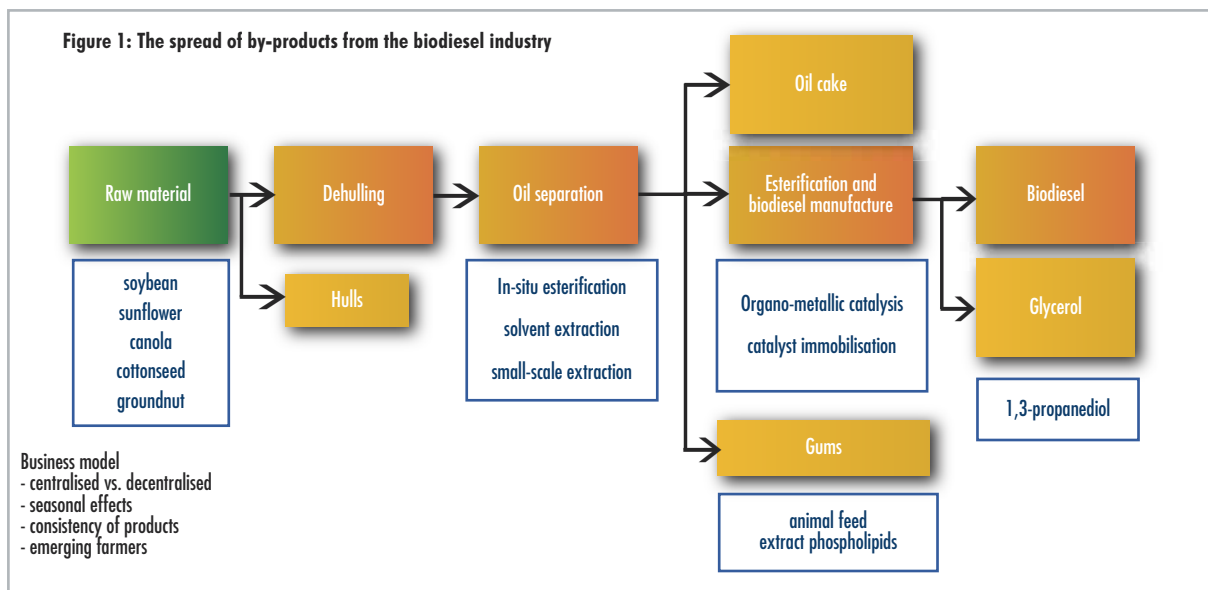 Figure 1: The spread of by-products from the biodiesel industry
Oil cake
Raw material
Dehulling
Oil separation
Esterification and
biodiesel manufacture
Biodiesel
soybean
sunflower
canola
cottonseed
groundnut
Hulls
In-situ esterification
solvent extraction
small-scale extraction
Organo-metallic catalysis
catalyst immobilisation
Glycerol
1,3-propanediol
Gums
animal feed
extract phospholipids
Business model
- centralised vs. decentralised
- seasonal effects
- consistency of products
- emerging farmers